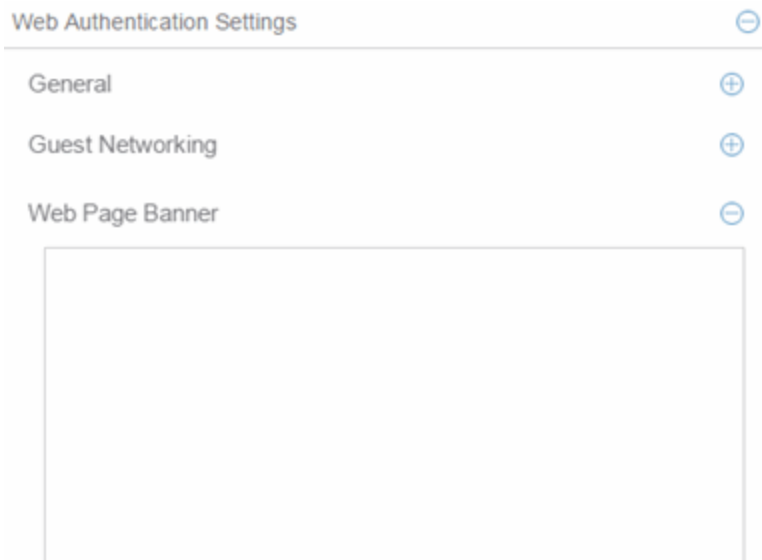 Web Authentication Settings
General
Guest Networking
Web Page Banner